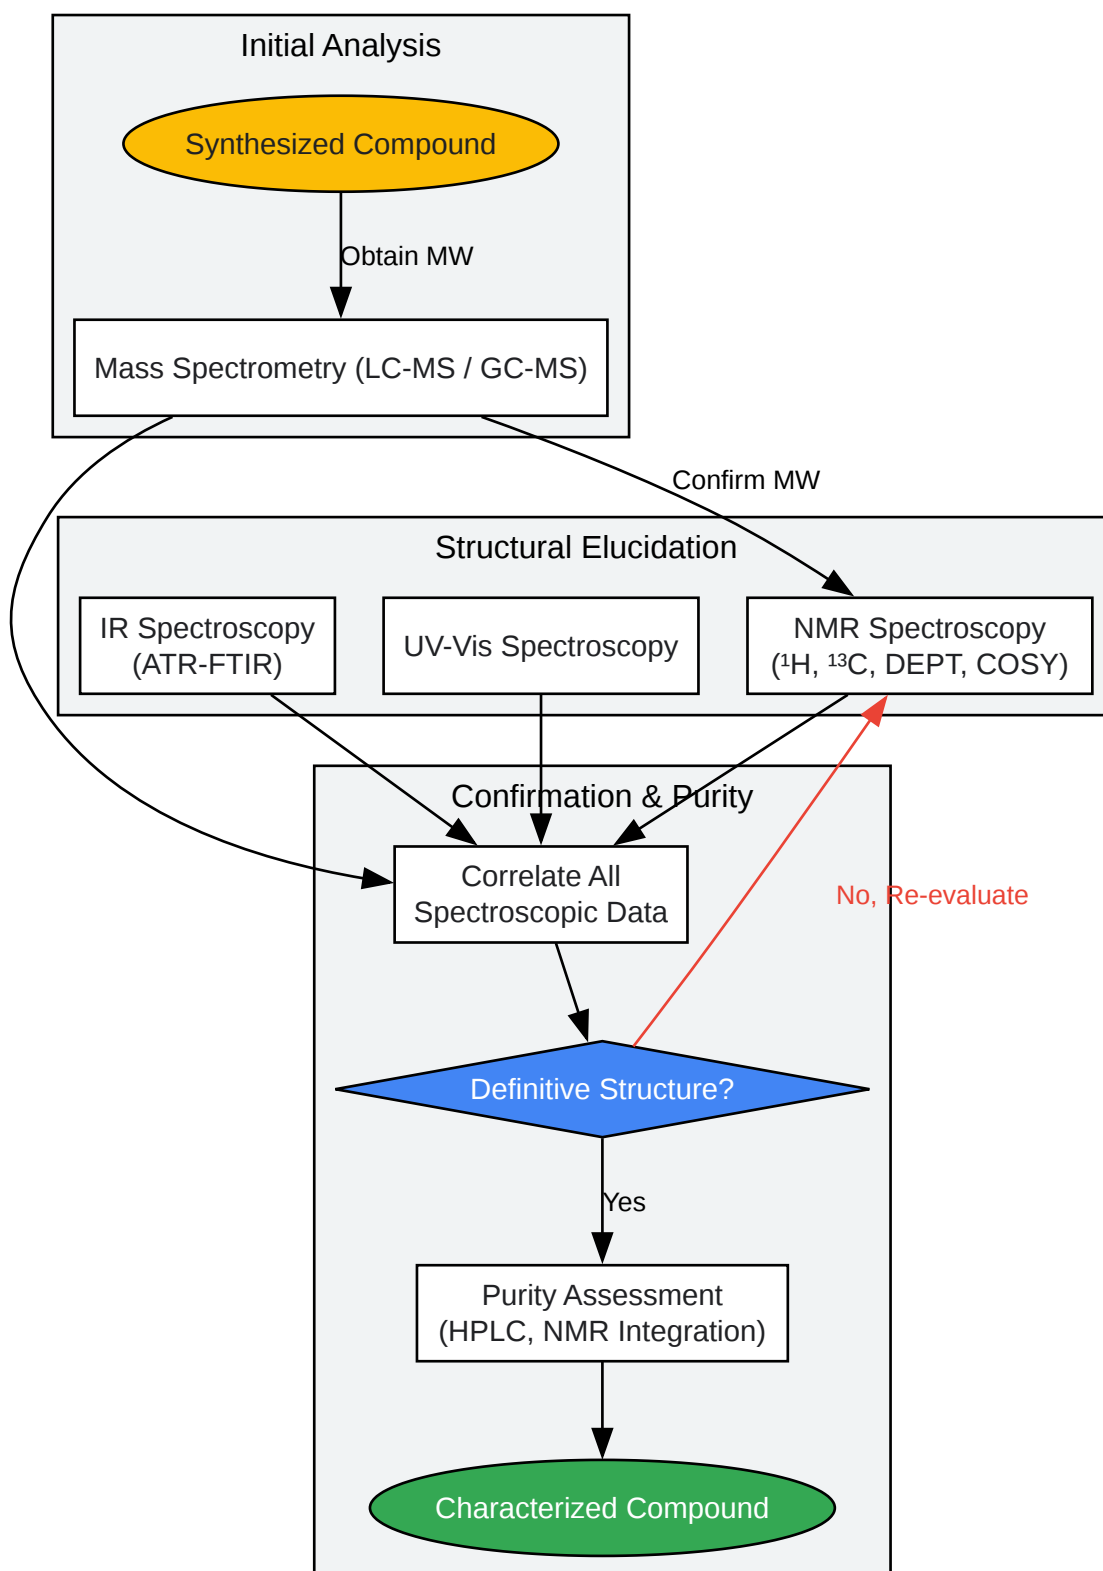 Initial Analysis
Synthesized Compound
Obtain MW
Mass Spectrometry (LC-MS / GC-MS)
Confirm MW
Structural Elucidation
IR Spectroscopy
(ATR-FTIR)
UV-Vis Spectroscopy
NMR Spectroscopy
(¹H, ¹³C, DEPT, COSY)
Confirmation & Purity
Correlate All
Spectroscopic Data
No, Re-evaluate
Definitive Structure?
Yes
Purity Assessment
(HPLC, NMR Integration)
Characterized Compound